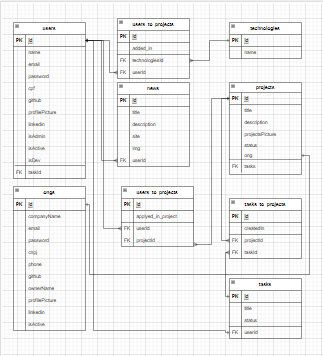 users
PK id
name
email
password
cpf
github
profilePicture
linkedin
isAdmin
isActive
isDev
FK taskId
users_to_projects
PK id
added_in
FK technologiesId
FK userId
technologies
PK id
name
news
PK id
title
description
site
img
FK userId
projects
PK id
title
description
projectsPicture
status
ong
FK tasks
ongs
PK id
companyName
email
password
cnpj
phone
github
ownerName
profilePicture
linkedin
isActive
users_to_projects
PK id
applyed_in_project
FK userId
FK projectId
tasks_to_projects
PK id
createdIn
FK projectId
FK taskId
tasks
PK id
title
status
FK userId